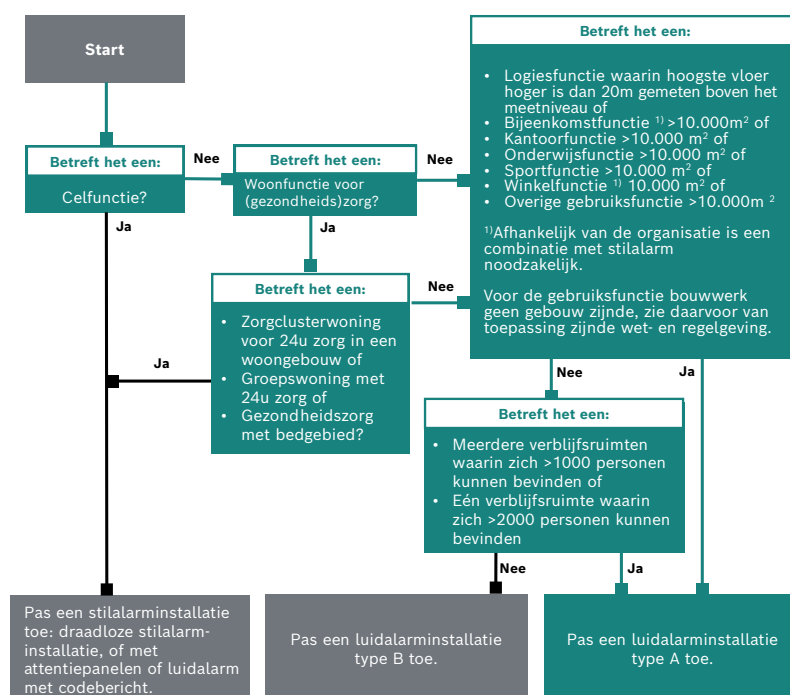 Start
Betreft het een:
Celfunctie?
Nee
Ja
Betreft het een:
Woonfunctie voor
(gezondheids)zorg?
Nee
Ja
Betreft het een:
• Zorgclusterwoning
voor 24u zorg in een
woongebouw of
• Groepswoning met
24u zorg of
• Gezondheidszorg
met bedgebied?
Nee
Ja
Betreft het een:
• Logiesfunctie waarin hoogste vloer
hoger is dan 20m gemeten boven het
meetniveau of
• Bijeenkomstfunctie ¹⁾ >10.000m² of
• Kantoorfunctie >10.000 m² of
• Onderwijsfunctie >10.000 m² of
• Sportfunctie >10.000 m² of
• Winkelfunctie ¹⁾ 10.000 m² of
• Overige gebruiksfunctie >10.000m ²
¹⁾Afhankelijk van de organisatie is een
combinatie met stilalarm
noodzakelijk.
Voor de gebruiksfunctie bouwwerk
geen gebouw zijnde, zie daarvoor van
toepassing zijnde wet- en regelgeving.
Nee
Ja
Betreft het een:
• Meerdere verblijfsruimten
waarin zich >1000 personen
kunnen bevinden of
• Eén verblijfsruimte waarin
zich >2000 personen kunnen
bevinden
Nee
Ja
Pas een stilalarminstallatie
toe: draadloze stilalarm-
installatie, of met
attentiepanelen of luidalarm
met codebericht.
Pas een luidalarminstallatie
type B toe.
Pas een luidalarminstallatie
type A toe.